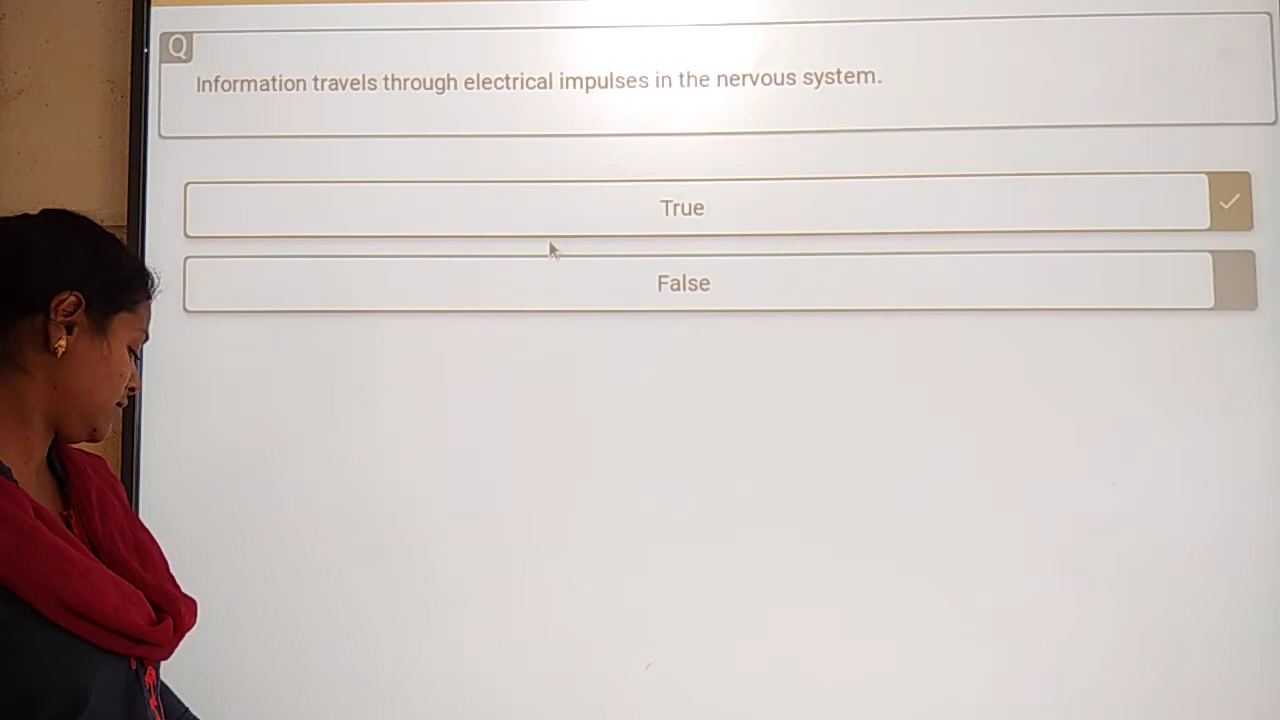 Q
Information travels through electrical impulses in the nervous system.
True
False